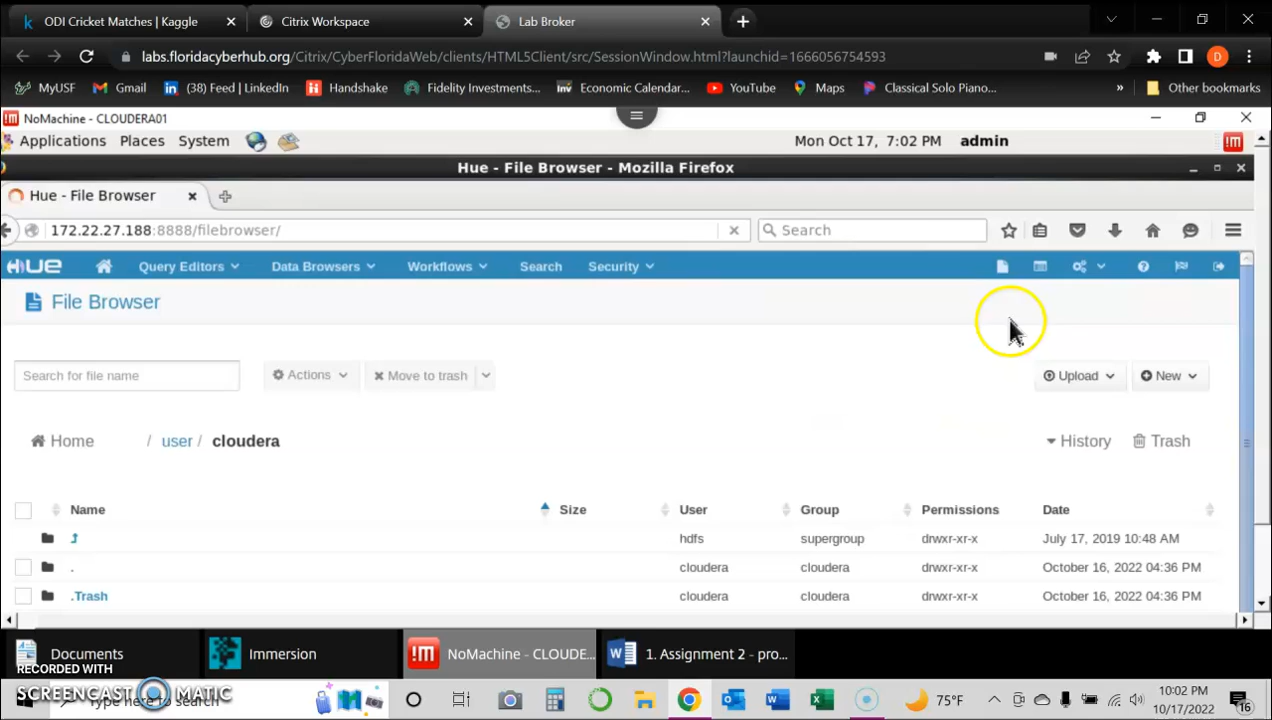 ODI Cricket Matches | Kaggle
Citrix Workspace
Lab Broker
labs.floridacyberhub.org/Citrix/CyberFloridaWeb/clients/HTML5Client/src/SessionWindow.html?launchid=1666056754593
D
MyUSF
Gmail
(38) Feed | LinkedIn
Handshake
Fidelity Investments...
Economic Calendar...
YouTube
Maps
Classical Solo Piano...
»
Other bookmarks
NoMachine - CLOUDERA01
Applications Places System
Mon Oct 17, 7:02 PM admin
Hue - File Browser - Mozilla Firefox
Hue - File Browser
172.22.27.188:8888/filebrowser/
Search
HUE
Query Editors
Data Browsers
Workflows
Search
Security
File Browser
Search for file name
Actions
Move to trash
Upload
New
Home / user / cloudera
History
Trash
Name Size User Group Permissions Date
hdfs supergroup drwxr-xr-x July 17, 2019 10:48 AM
. cloudera cloudera drwxr-xr-x October 16, 2022 04:36 PM
.Trash cloudera cloudera drwxr-xr-x October 16, 2022 04:36 PM
Documents
Immersion
NoMachine - CLOUDE...
1. Assignment 2 - pro...
RECORDED WITH
SCREENCAST MATIC
Type here to search
75°F
10:02 PM
10/17/2022
16